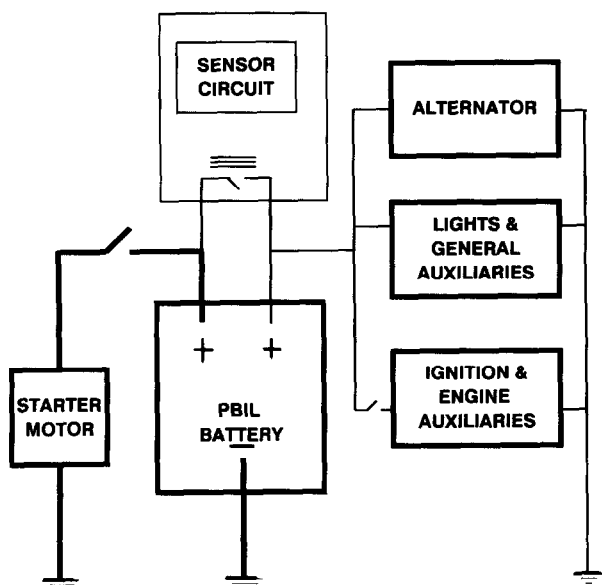 SENSOR
CIRCUIT
ALTERNATOR
LIGHTS &
GENERAL
AUXILIARIES
+ +
IGNITION &
ENGINE
AUXILIARIES
STARTER
MOTOR
PBIL
BATTERY
−